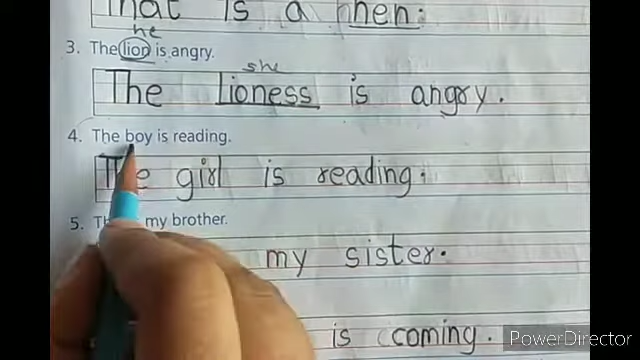 That is a hen.
he
3. The lion is angry.
she
The Lioness is angry.
4. The boy is reading.
The girl is reading.
5. Th my brother.
my sister.
is coming.
PowerDirector